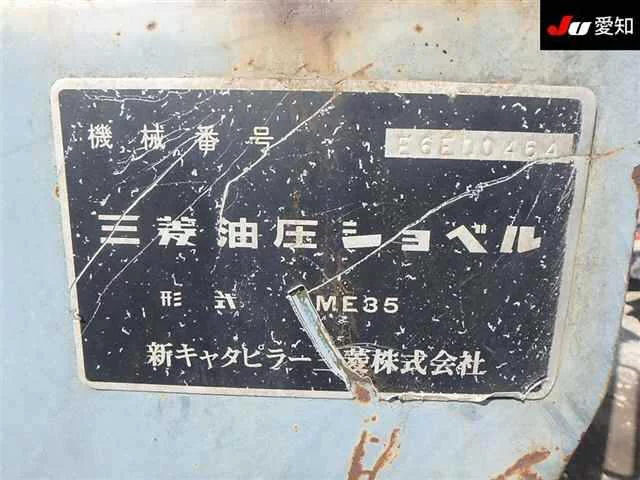 JU 愛知
機械番号 E6E00464
三菱油圧ショベル
形式 ME35
新キャタピラー三菱株式会社